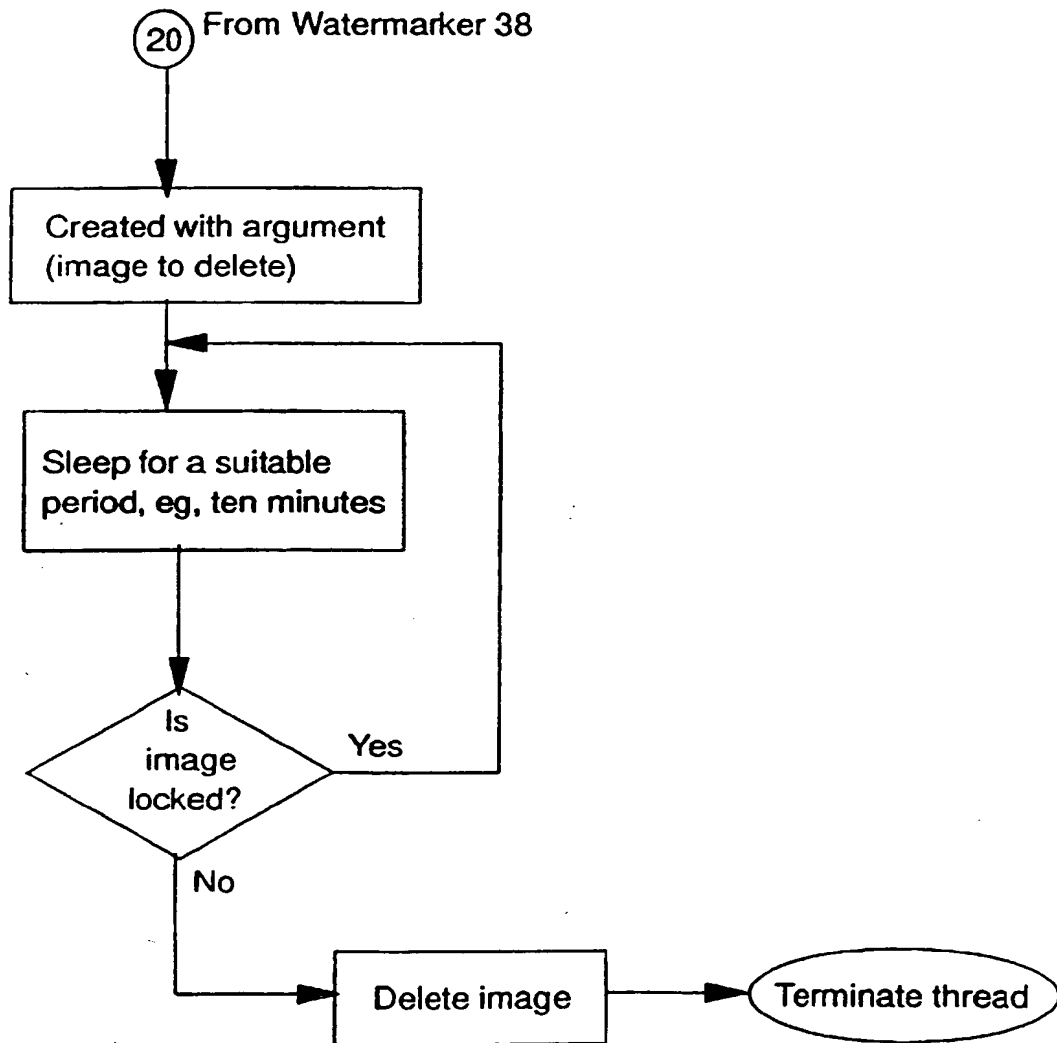 20 From Watermarker 38
Created with argument
(image to delete)
Sleep for a suitable
period, eg, ten minutes
Is
image
locked?
Yes
No
Delete image
Terminate thread